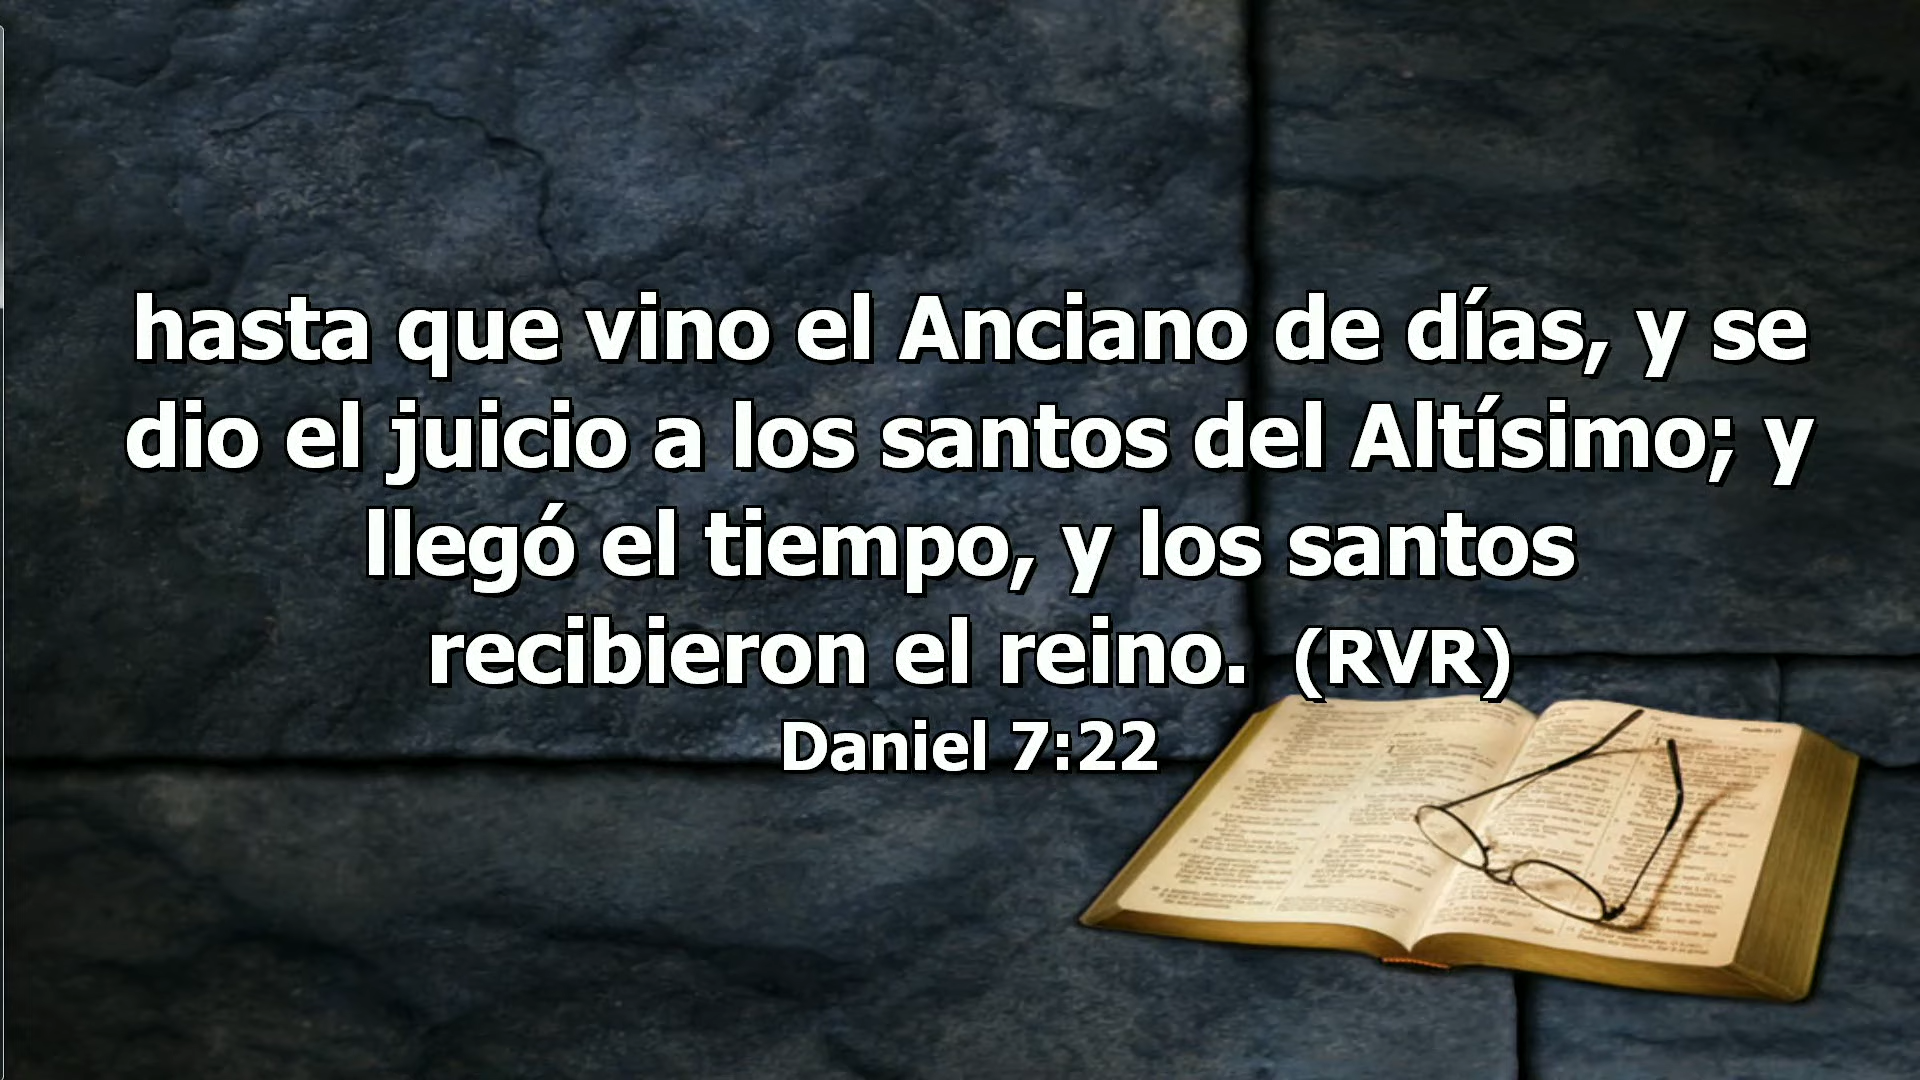 hasta que vino el Anciano de días, y se
dio el juicio a los santos del Altísimo; y
llegó el tiempo, y los santos
recibieron el reino. (RVR)
Daniel 7:22